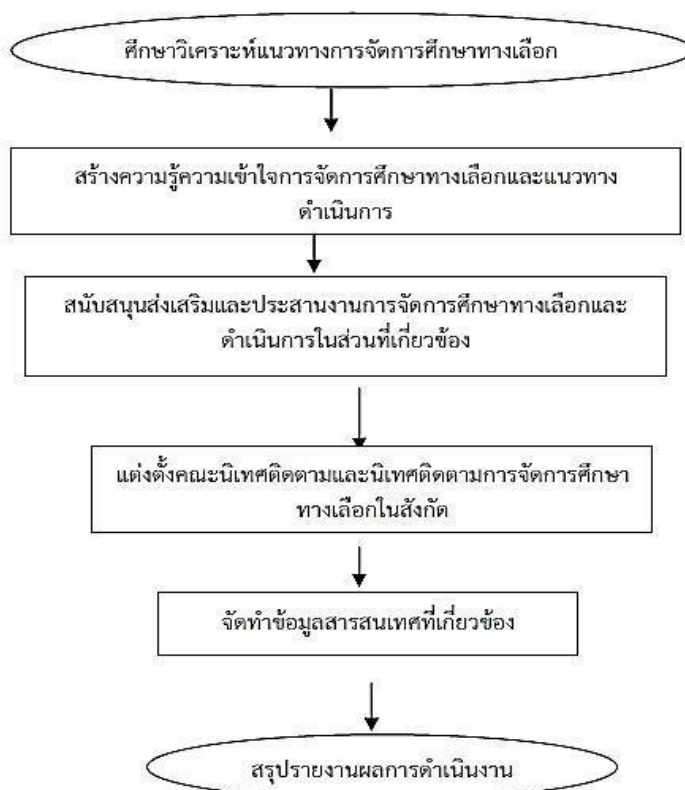 ศึกษาวิเคราะห์แนวทางการจัดการศึกษาทางเลือก
สร้างความรู้ความเข้าใจการจัดการศึกษาทางเลือกและแนวทาง
ดำเนินการ
สนับสนุนส่งเสริมและประสานงานการจัดการศึกษาทางเลือกและ
ดำเนินการในส่วนที่เกี่ยวข้อง
แต่งตั้งคณะนิเทศติดตามและนิเทศติดตามการจัดการศึกษา
ทางเลือกในสังกัด
จัดทำข้อมูลสารสนเทศที่เกี่ยวข้อง
สรุปรายงานผลการดำเนินงาน